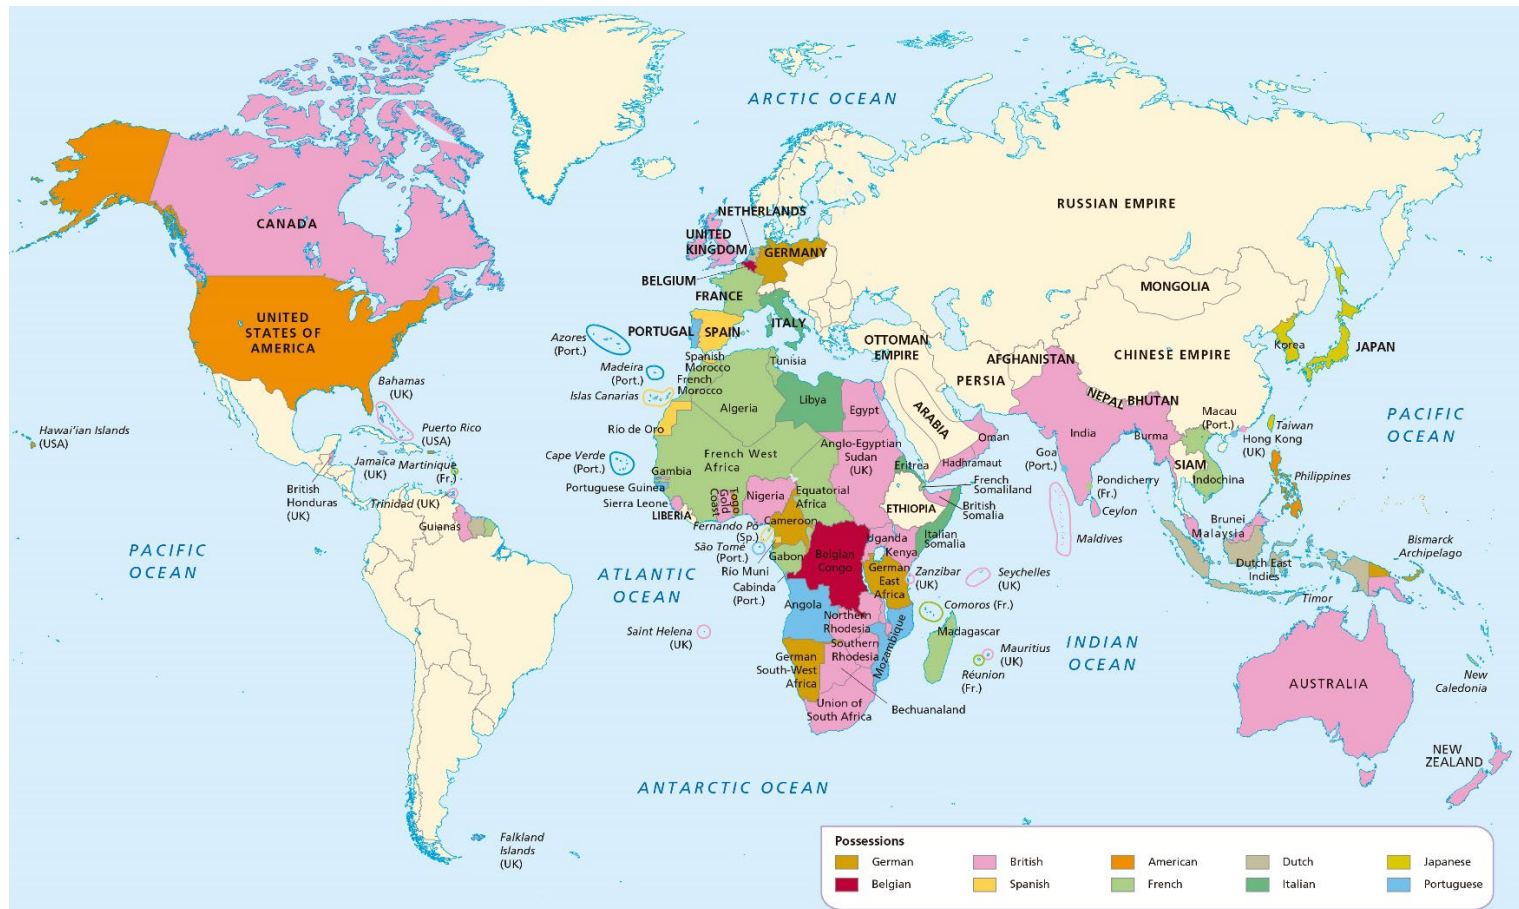 ARCTIC OCEAN
RUSSIAN EMPIRE
CANADA
NETHERLANDS
UNITED
KINGDOM
GERMANY
BELGIUM
FRANCE
MONGOLIA
UNITED
STATES OF
AMERICA
Azores
(Port.)
PORTUGAL
SPAIN
ITALY
OTTOMAN
EMPIRE
AFGHANISTAN
CHINESE EMPIRE
Korea
JAPAN
Madeira
(Port.)
Spanish
Morocco
Tunisia
PERSIA
French
Morocco
Islas Canarias
Bahamas
(UK)
Algeria
Libya
Egypt
ARABIA
NEPAL
BHUTAN
Macau
(Port.)
PACIFIC
OCEAN
Hawai'ian Islands
(USA)
Puerto Rico
(USA)
Río de Oro
Taiwan
Hong Kong
(UK)
India
Burma
Oman
Anglo-Egyptian
Sudan
(UK)
French West
Africa
Cape Verde
(Port.)
Jamaica
(UK)
Martinique
(Fr.)
Gambia
Eritrea
Hadhramaut
Goa
(Port.)
SIAM
Indochina
Philippines
British
Honduras
(UK)
Trinidad (UK)
Portuguese Guinea
Sierra Leone
LIBERIA
Gold
Coast
Togo
Nigeria
Equatorial
Africa
French
Somaliland
British
Somalia
ETHIOPIA
Pondicherry
(Fr.)
Ceylon
Guianas
Fernando Po
(Sp.)
Cameroon
Italian
Somalia
Maldives
Brunei
Malaysia
PACIFIC
OCEAN
São Tomé
(Port.)
Río Muni
Gabon
Belgian
Congo
Uganda
Kenya
Dutch East
Indies
Bismarck
Archipelago
ATLANTIC
OCEAN
Cabinda
(Port.)
German
East
Africa
Zanzibar
(UK)
Seychelles
(UK)
Timor
Angola
Comoros (Fr.)
Northern
Rhodesia
Saint Helena
(UK)
Madagascar
Mozambique
INDIAN
OCEAN
Southern
Rhodesia
Mauritius
(UK)
German
South-West
Africa
Réunion
(Fr.)
AUSTRALIA
New
Caledonia
Union of
South Africa
Bechuanaland
NEW
ZEALAND
ANTARCTIC OCEAN
Falkland
Islands
(UK)
Possessions
German
British
American
Dutch
Japanese
Belgian
Spanish
French
Italian
Portuguese